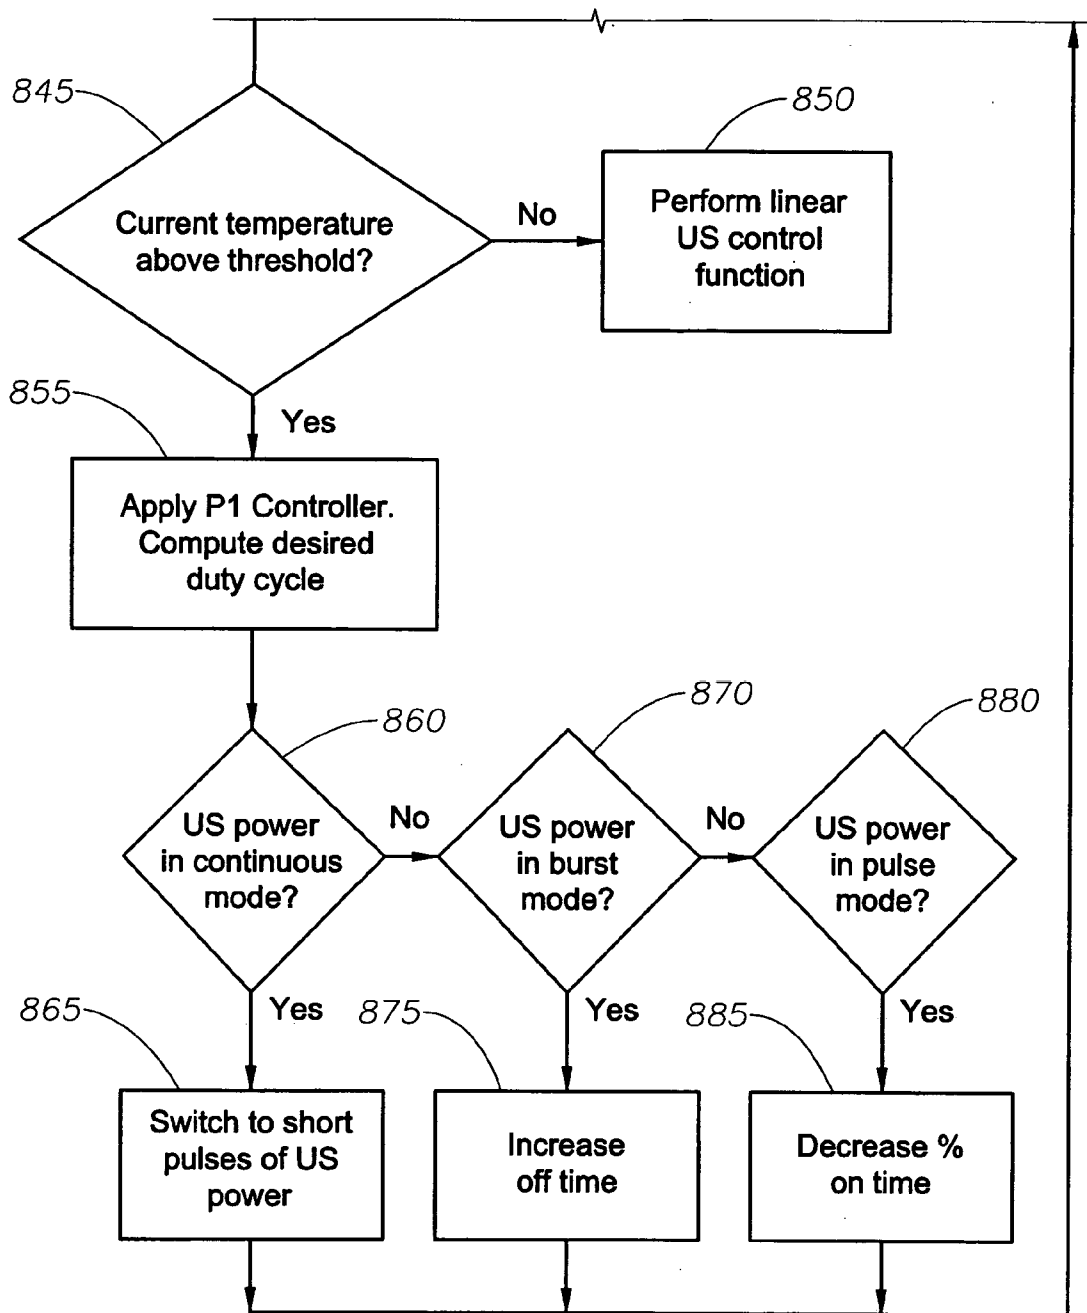 845
850
Current temperature
above threshold?
No
Perform linear
US control
function
855
Yes
Apply P1 Controller.
Compute desired
duty cycle
860
870
880
US power
in continuous
mode?
No
US power
in burst
mode?
No
US power
in pulse
mode?
865
Yes
875
Yes
885
Yes
Switch to short
pulses of US
power
Increase
off time
Decrease %
on time